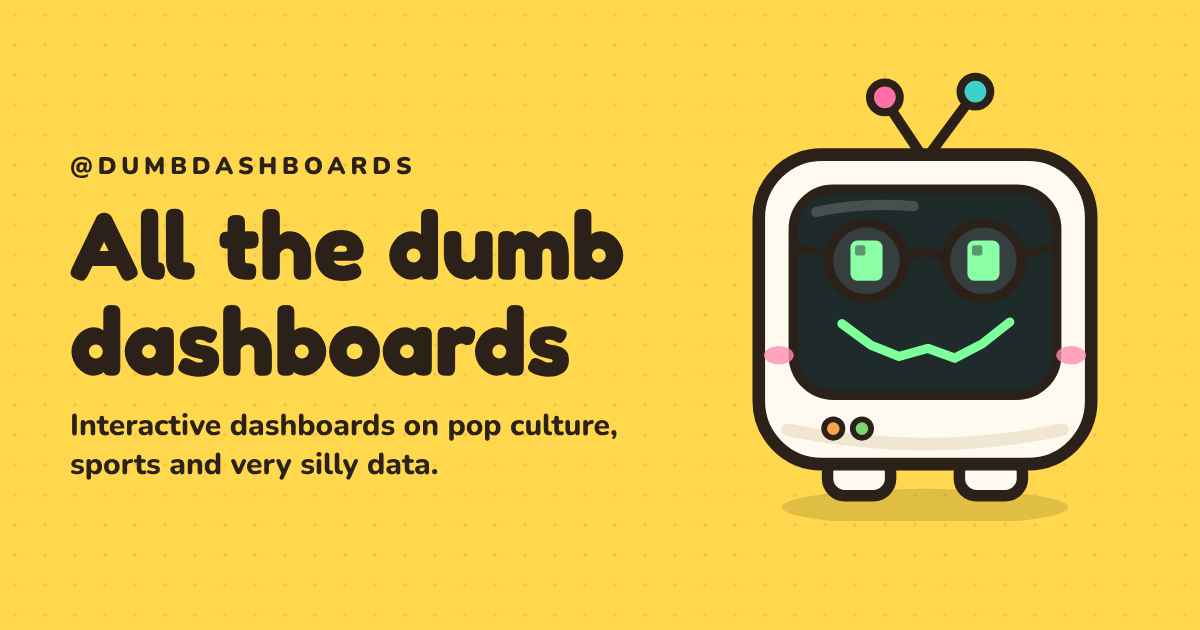 @DUMBDASHBOARDS
All the dumb
dashboards
Interactive dashboards on pop culture,
sports and very silly data.